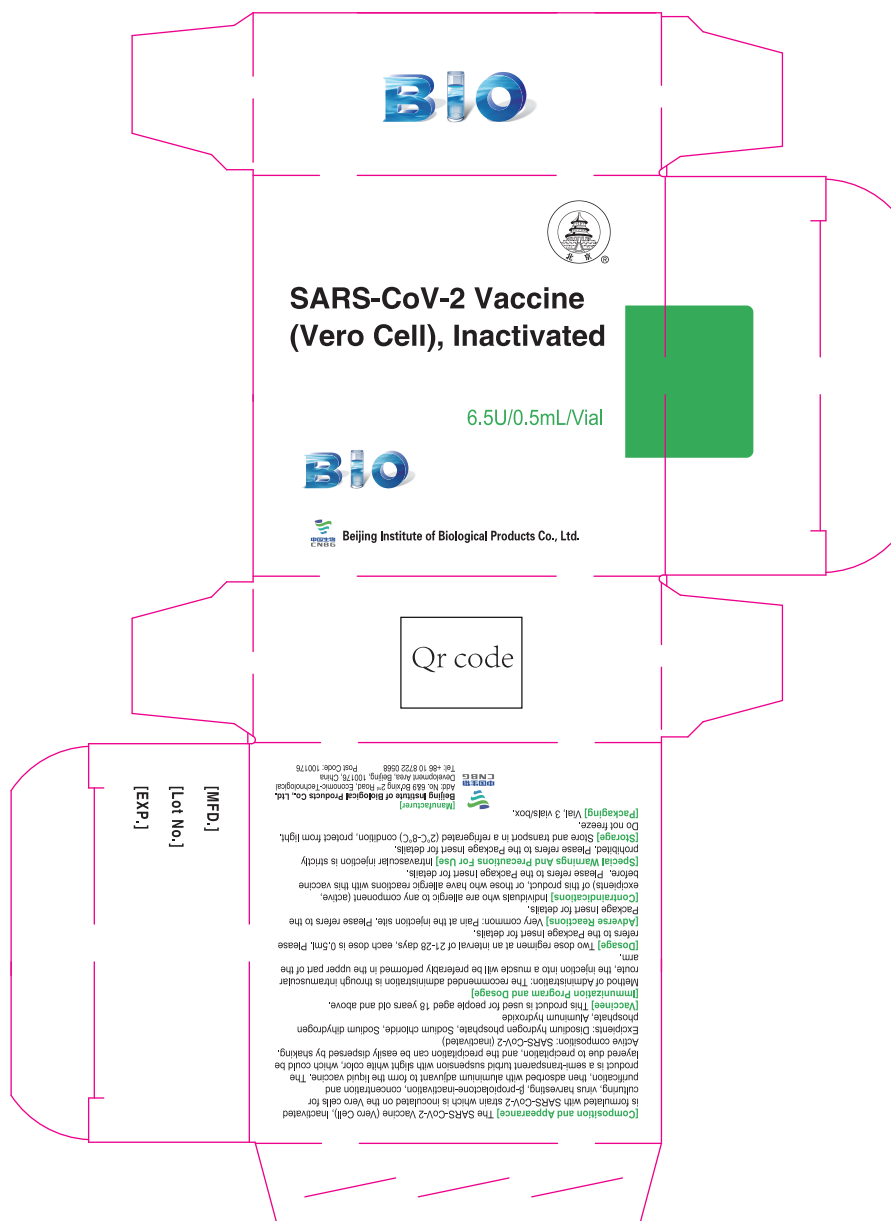 BIO
北京
®
SARS-CoV-2 Vaccine
(Vero Cell), Inactivated
6.5U/0.5mL/Vial
BIO
中国生物
CNBG
Beijing Institute of Biological Products Co., Ltd.
Qr code
[MFD.]
[Lot No.]
[EXP.]
[Composition and Appearance] The SARS-CoV-2 Vaccine (Vero Cell), Inactivated
is formulated with SARS-CoV-2 strain which is inoculated on the Vero cells for
culturing, virus harvesting, β-propiolactone-inactivation, concentration and
purification, then adsorbed with aluminium adjuvant to form the liquid vaccine. The
product is a semi-transparent turbid suspension with slight white color, which could be
layered due to precipitation, and the precipitation can be easily dispersed by shaking.
Active composition: SARS-CoV-2 (inactivated)
Excipients: Disodium hydrogen phosphate, Sodium chloride, Sodium dihydrogen
phosphate, Aluminum hydroxide
[Vaccinee] This product is used for people aged 18 years old and above.
[Immunization Program and Dosage]
Method of Administration: The recommended administration is through intramuscular
route, the injection into a muscle will be preferably performed in the upper part of the
arm.
[Dosage] Two dose regimen at an interval of 21-28 days, each dose is 0.5ml. Please
refers to the Package Insert for details.
[Adverse Reactions] Very common: Pain at the injection site. Please refers to the
Package Insert for details.
[Contraindications] Individuals who are allergic to any component (active,
excipients) of this product, or those who have allergic reactions with this vaccine
before. Please refers to the Package Insert for details.
[Special Warnings And Precautions For Use] Intravascular injection is strictly
prohibited. Please refers to the Package Insert for details.
[Storage] Store and transport in a refrigerated (2°C-8°C) condition, protect from light.
Do not freeze.
[Packaging] Vial, 3 vials/box.
[Manufacturer]
Beijing Institute of Biological Products Co., Ltd.
Add: No. 6&9 Bo'xing 2nd Road, Economic-Technological
Development Area, Beijing, 100176, China
Tel: +86 10 8722 0568 Post Code: 100176
中国生物
CNBG